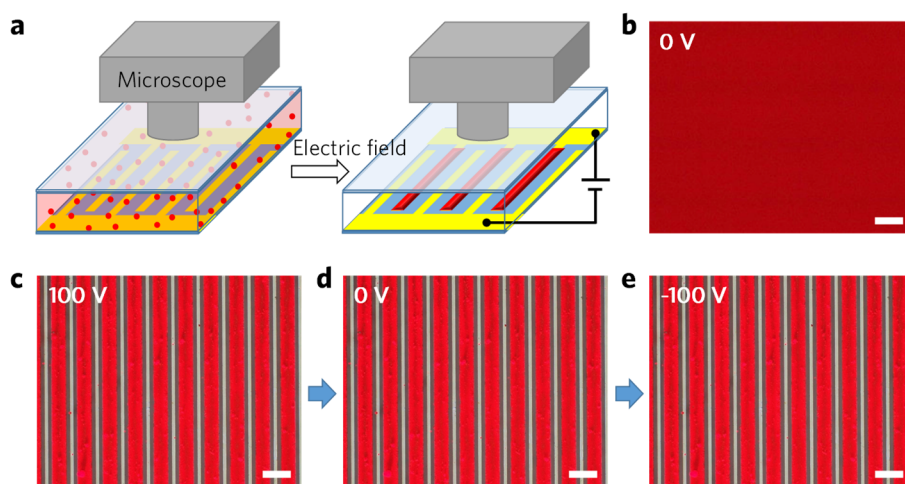 a
Microscope
Electric field
b
0 V
c
100 V
d
0 V
e
-100 V